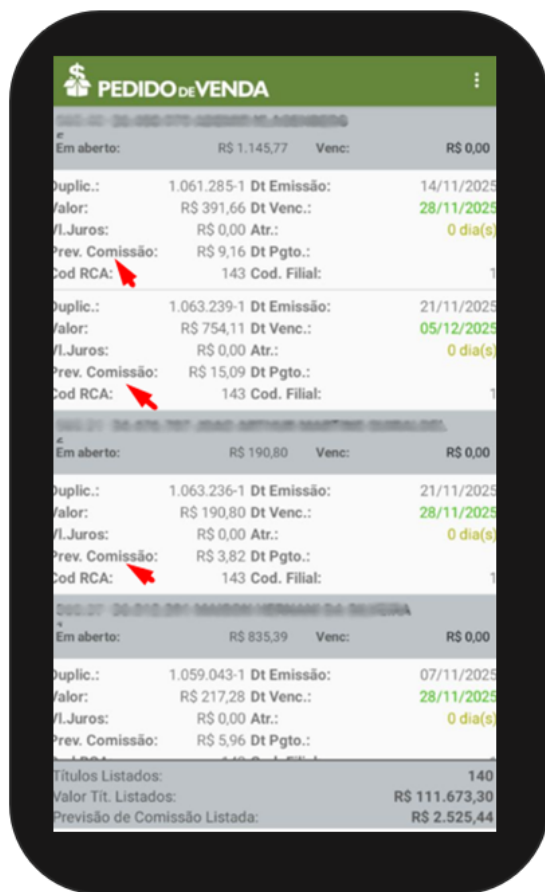 $
PEDIDO DE VENDA
Em aberto: R$ 1.145,77 Venc: R$ 0,00
Duplic.: 1.061.285-1 Dt Emissão: 14/11/2025
Valor: R$ 391,66 Dt Venc.: 28/11/2025
Vl.Juros: R$ 0,00 Atr.: 0 dia(s)
Prev. Comissão: R$ 9,16 Dt Pgto.:
Cod RCA: 143 Cod. Filial: 1
Duplic.: 1.063.239-1 Dt Emissão: 21/11/2025
Valor: R$ 754,11 Dt Venc.: 05/12/2025
Vl.Juros: R$ 0,00 Atr.: 0 dia(s)
Prev. Comissão: R$ 15,09 Dt Pgto.:
Cod RCA: 143 Cod. Filial: 1
Em aberto: R$ 190,80 Venc: R$ 0,00
Duplic.: 1.063.236-1 Dt Emissão: 21/11/2025
Valor: R$ 190,80 Dt Venc.: 28/11/2025
Vl.Juros: R$ 0,00 Atr.: 0 dia(s)
Prev. Comissão: R$ 3,82 Dt Pgto.:
Cod RCA: 143 Cod. Filial: 1
Em aberto: R$ 835,39 Venc: R$ 0,00
Duplic.: 1.059.043-1 Dt Emissão: 07/11/2025
Valor: R$ 217,28 Dt Venc.: 28/11/2025
Vl.Juros: R$ 0,00 Atr.: 0 dia(s)
Prev. Comissão: R$ 5,96 Dt Pgto.:
Títulos Listados: 140
Valor Tit. Listados: R$ 111.673,30
Previsão de Comissão Listada: R$ 2.525,44